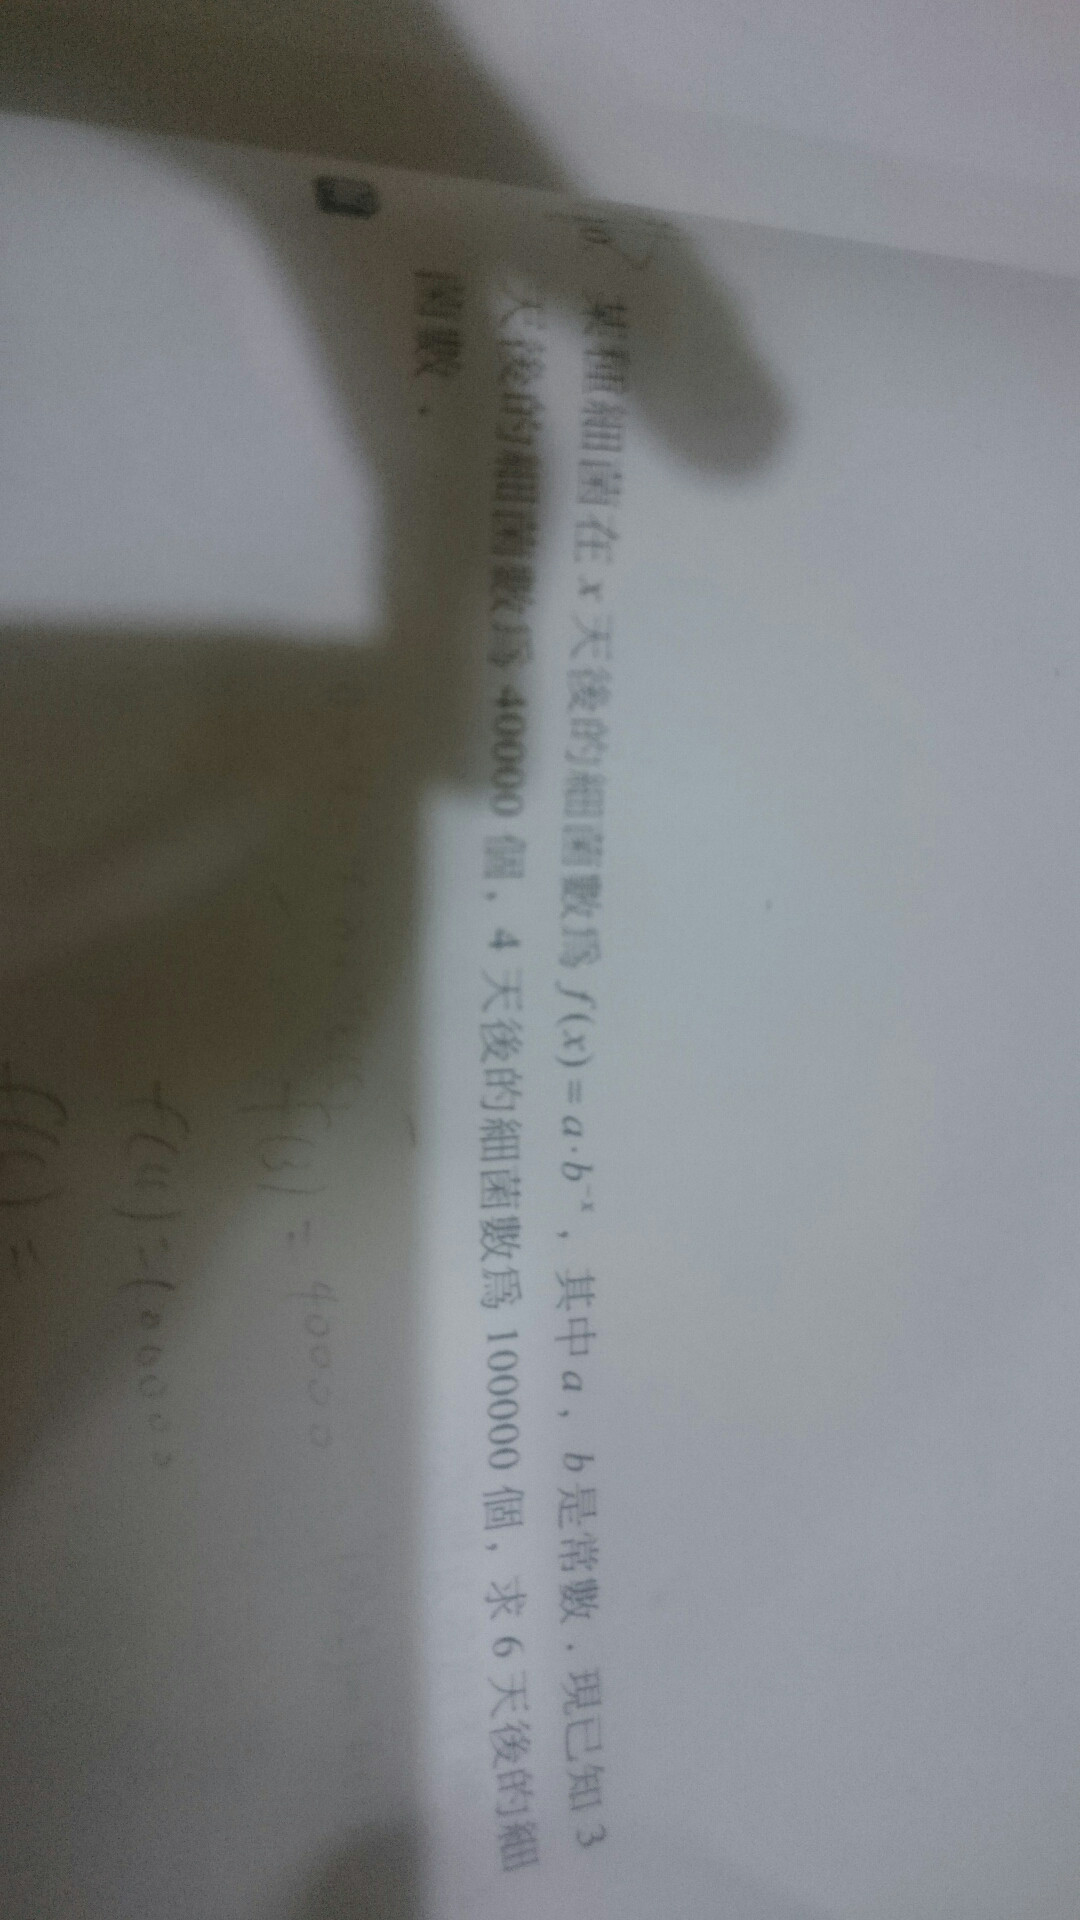 某種細菌在 x 天後的細菌數為 f(x)=a·b⁻ˣ，其中 a，b 是常數．現已知 3
天後的細菌數為 40000 個，4 天後的細菌數為 100000 個，求 6 天後的細
菌數．
f(3)=40000
f(4)=100000